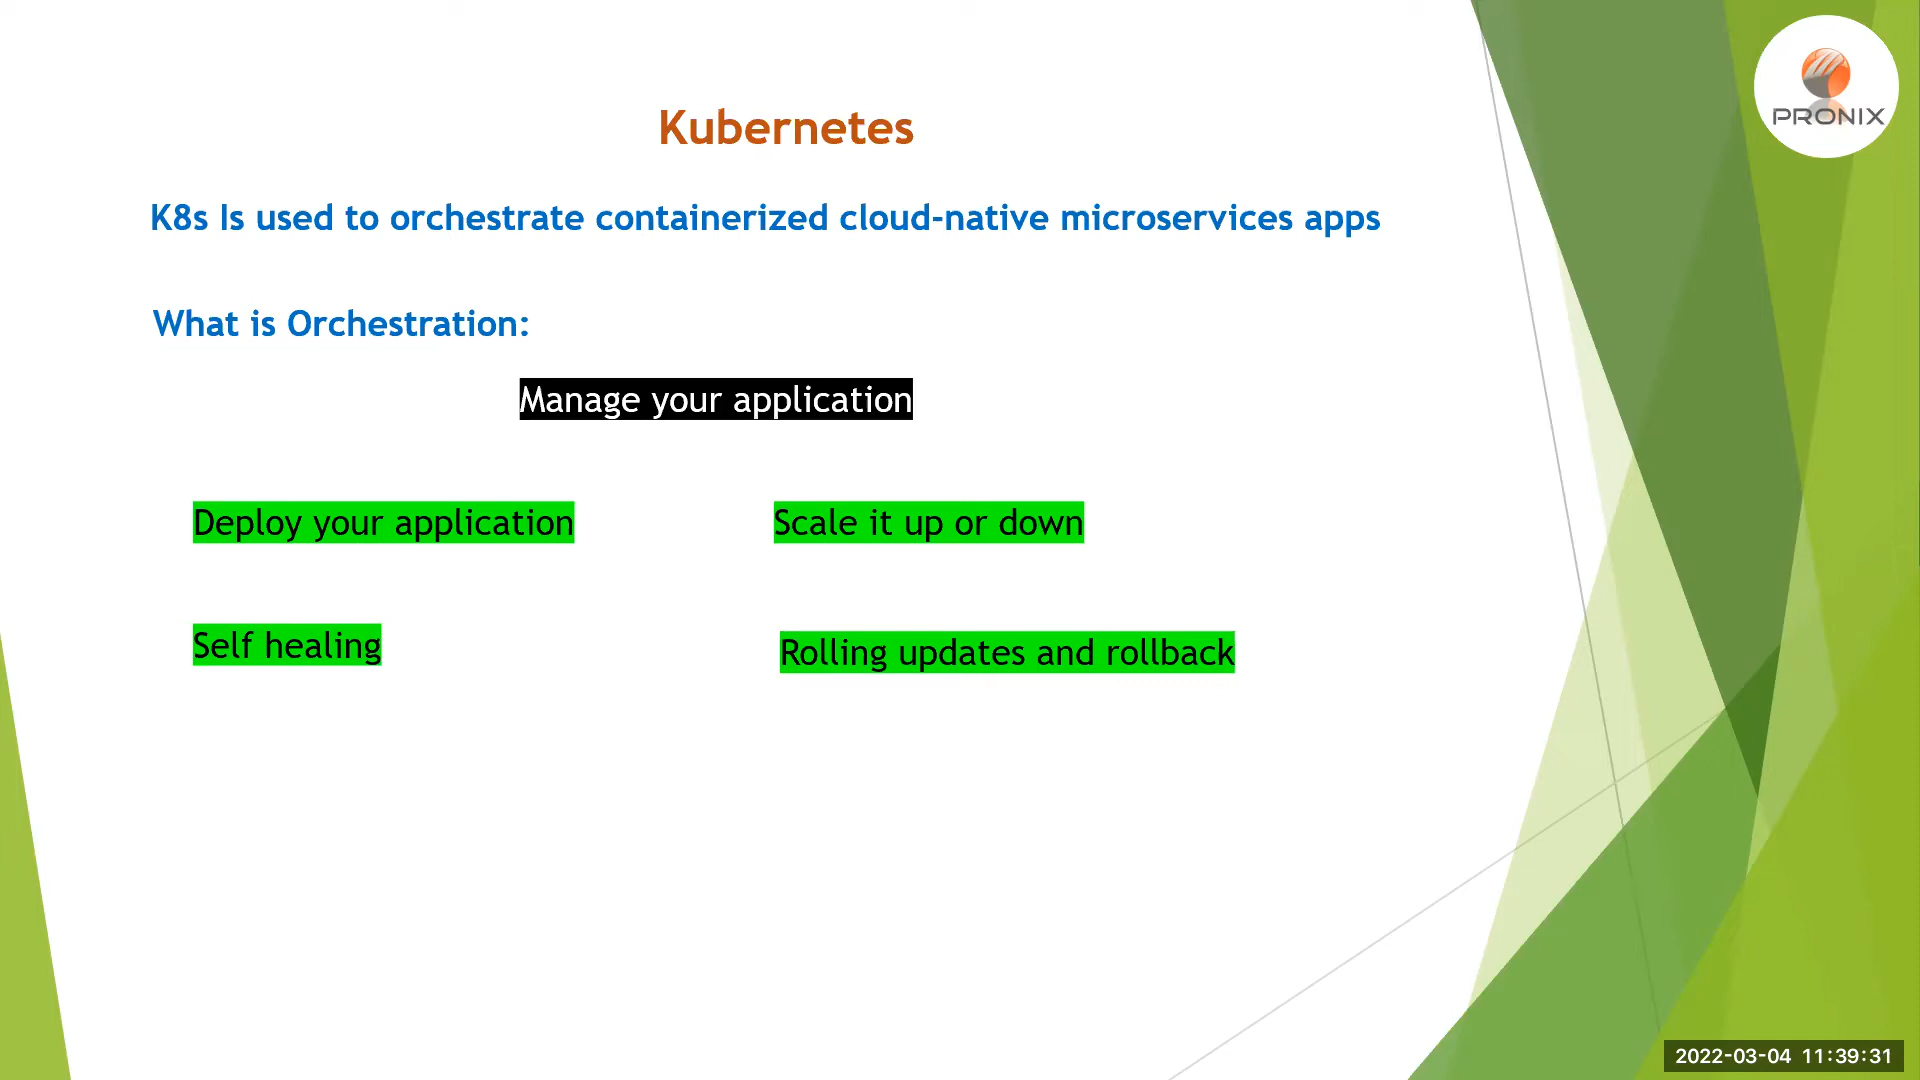 PRONIX
Kubernetes
K8s Is used to orchestrate containerized cloud-native microservices apps
What is Orchestration:
Manage your application
Deploy your application
Scale it up or down
Self healing
Rolling updates and rollback
2022-03-04 11:39:31